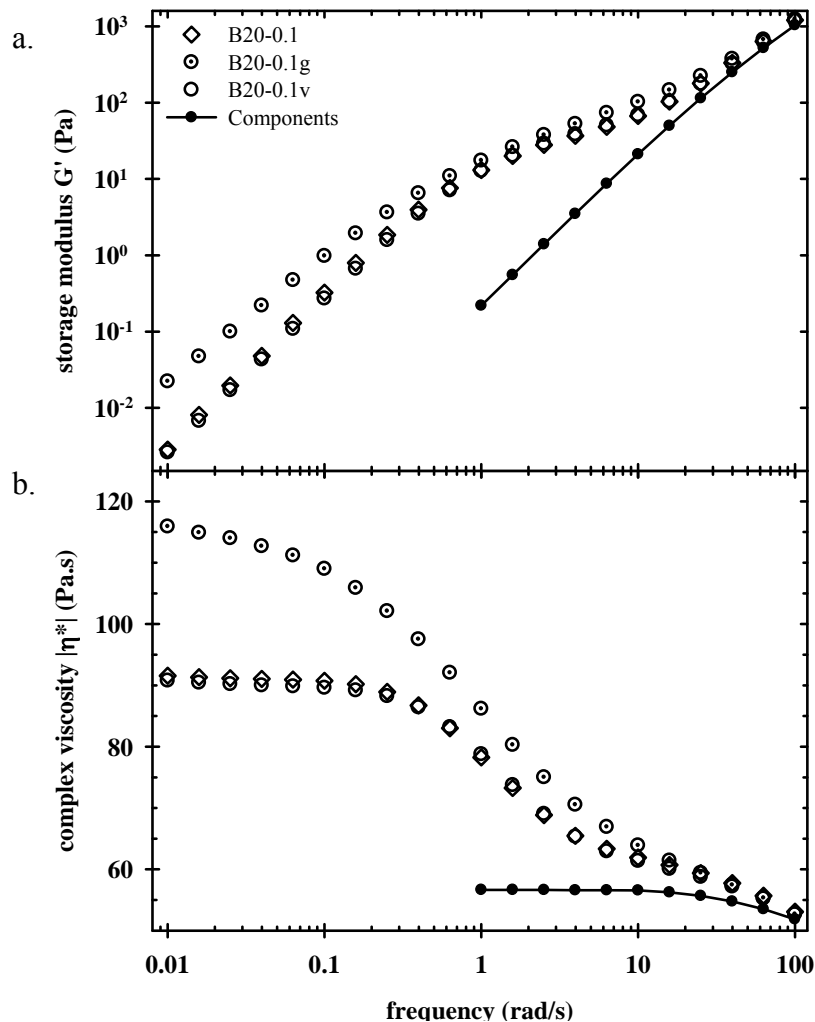 a.
storage modulus G' (Pa)
10³
10²
10¹
10⁰
10⁻¹
10⁻²
B20-0.1
B20-0.1g
B20-0.1v
Components
b.
complex viscosity |η*| (Pa.s)
120
100
80
60
0.01 0.1 1 10 100
frequency (rad/s)